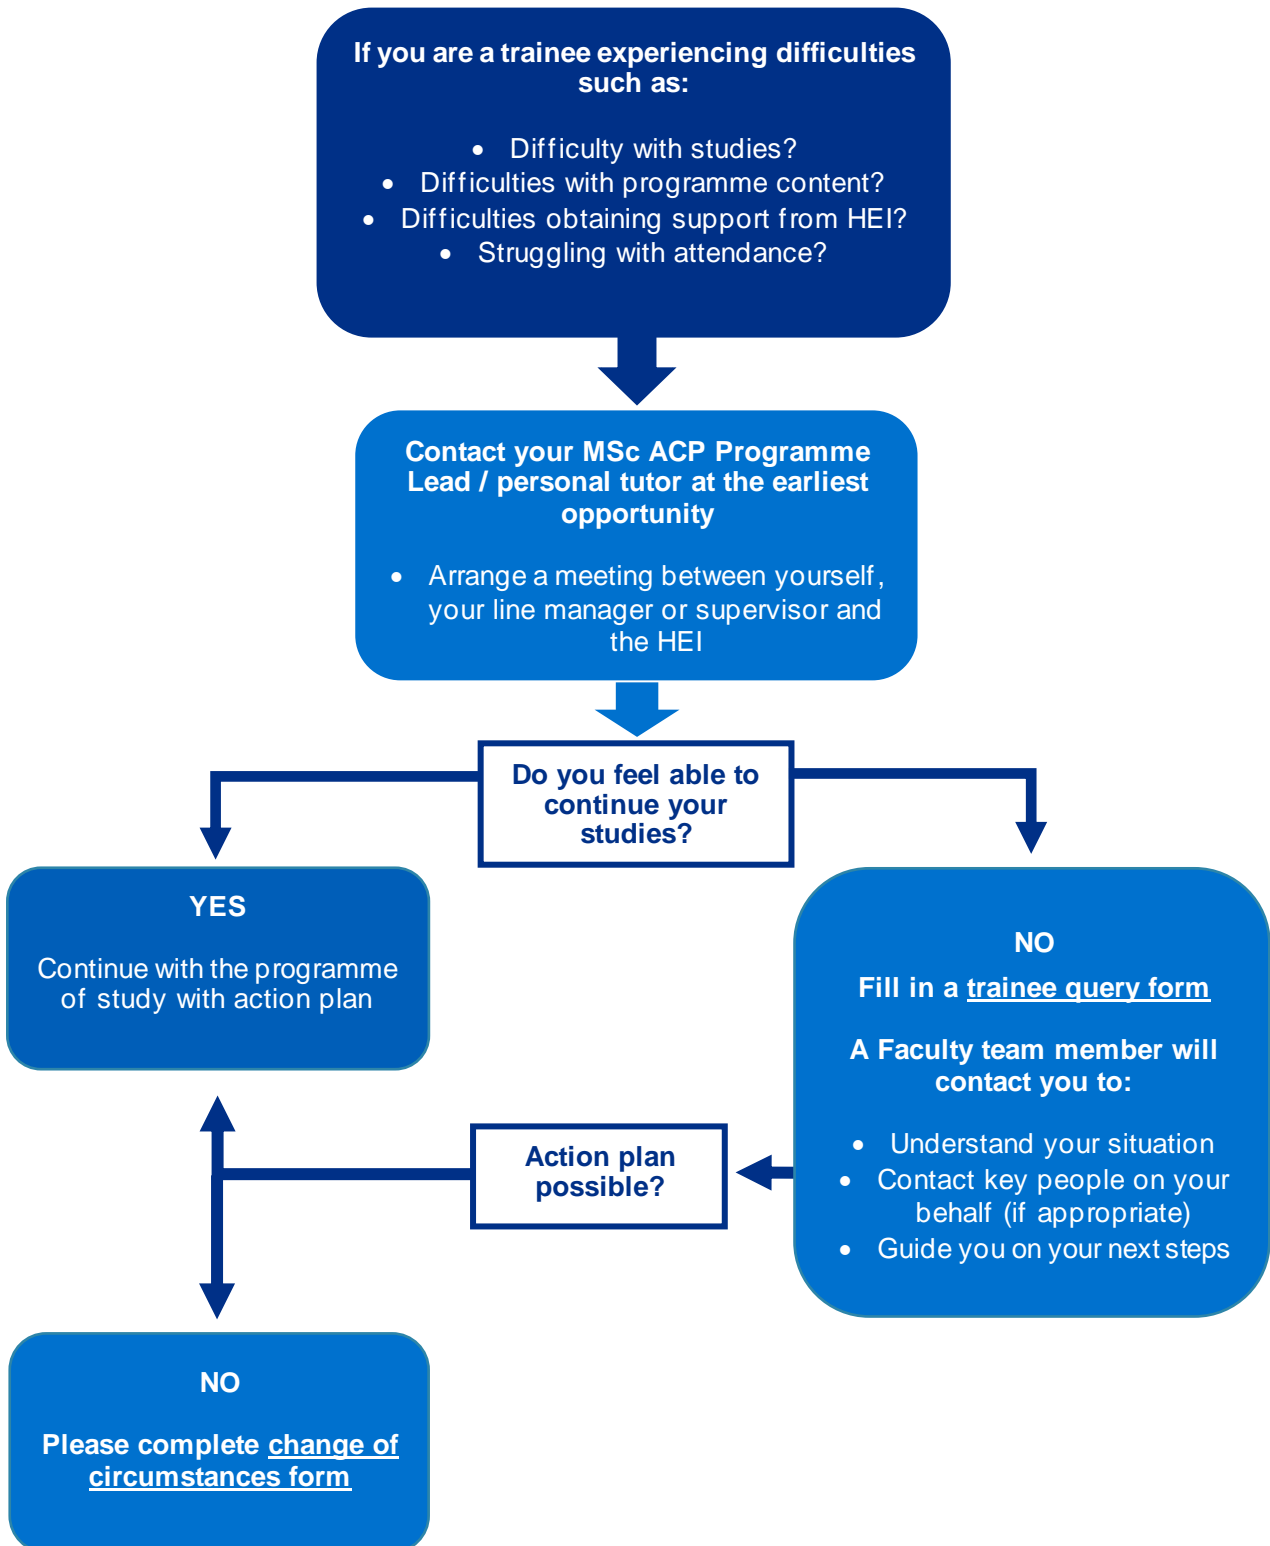 If you are a trainee experiencing difficulties
such as:
• Difficulty with studies?
• Difficulties with programme content?
• Difficulties obtaining support from HEI?
• Struggling with attendance?
Contact your MSc ACP Programme
Lead / personal tutor at the earliest
opportunity
• Arrange a meeting between yourself,
your line manager or supervisor and
the HEI
Do you feel able to
continue your
studies?
YES
Continue with the programme
of study with action plan
NO
Fill in a trainee query form
A Faculty team member will
contact you to:
• Understand your situation
• Contact key people on your
behalf (if appropriate)
• Guide you on your next steps
Action plan
possible?
NO
Please complete change of
circumstances form